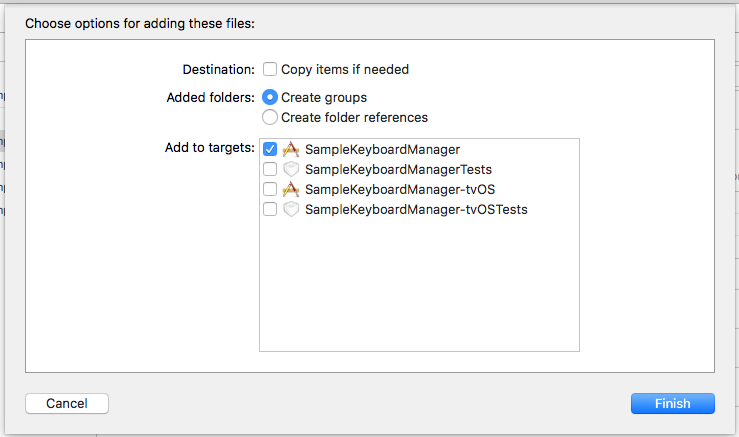 Choose options for adding these files:
Destination: Copy items if needed
Added folders: Create groups
Create folder references
Add to targets: SampleKeyboardManager
SampleKeyboardManagerTests
SampleKeyboardManager-tvOS
SampleKeyboardManager-tvOSTests
Cancel Finish